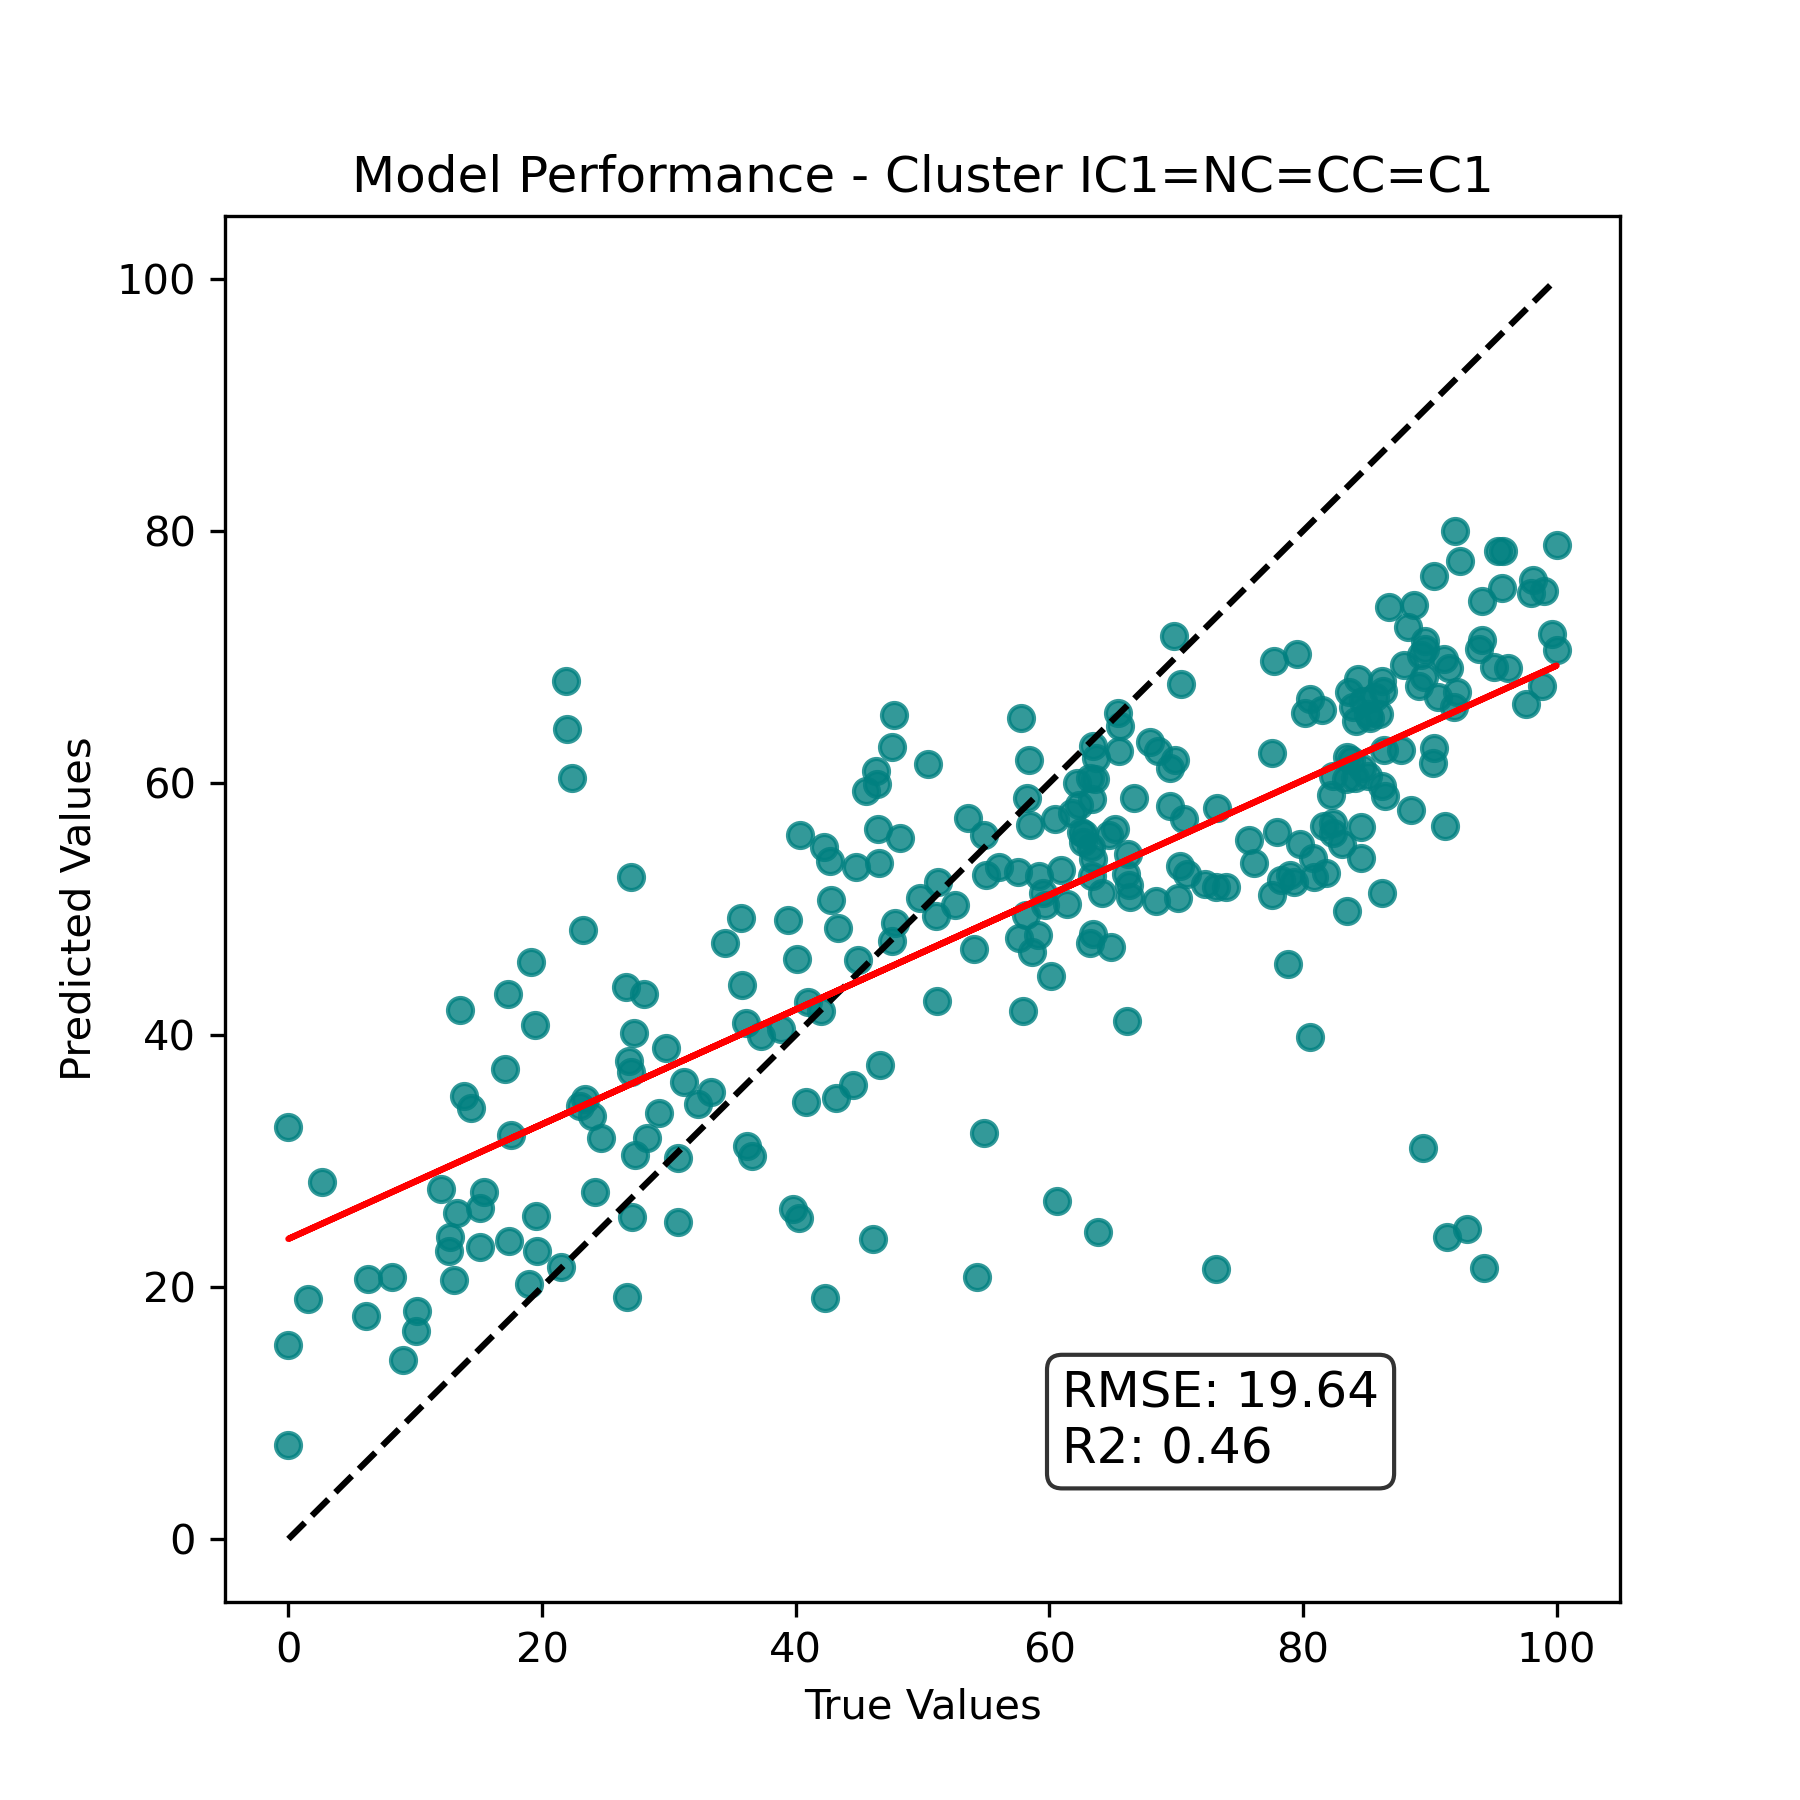 Model Performance - Cluster IC1=NC=CC=C1
100
80
60
40
20
0
Predicted Values
RMSE: 19.64
R2: 0.46
0 20 40 60 80 100
True Values